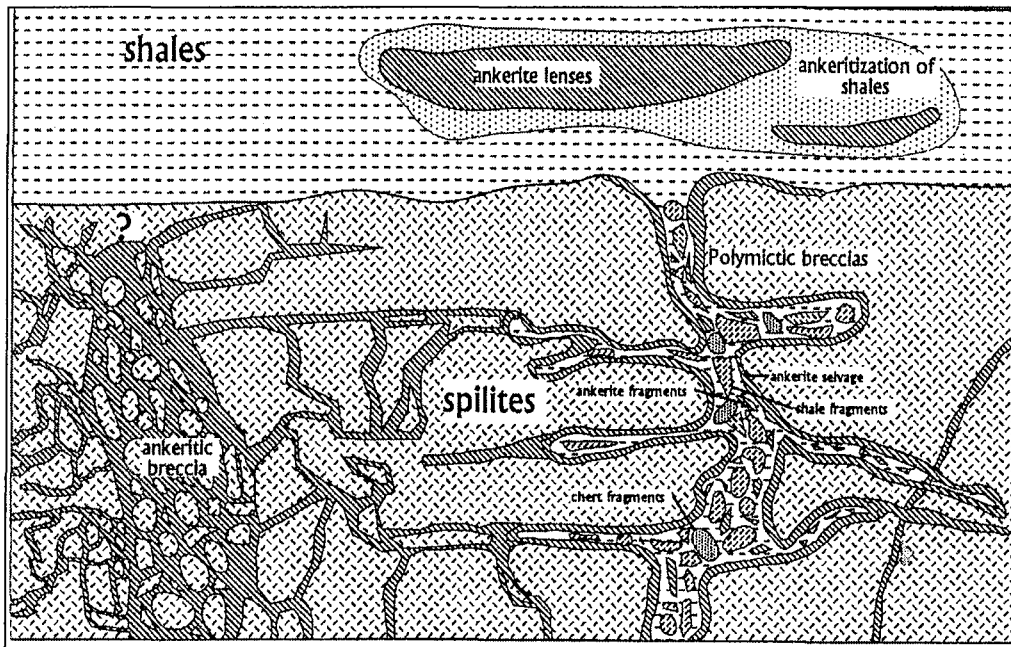 shales
ankerite lenses
ankeritization of
shales
?
Polymictic breccias
ankerite selvage
ankerite fragments
shale fragments
spilites
ankeritic
breccia
chert fragments